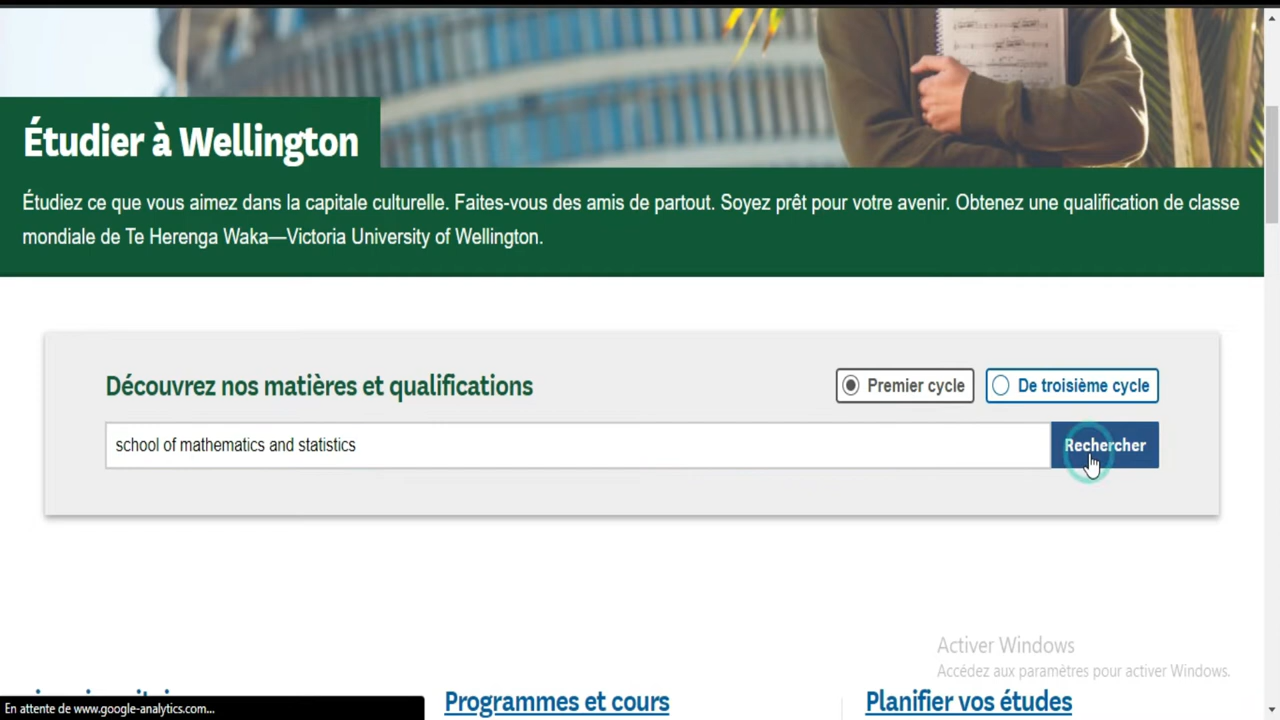 Étudier à Wellington
Étudiez ce que vous aimez dans la capitale culturelle. Faites-vous des amis de partout. Soyez prêt pour votre avenir. Obtenez une qualification de classe
mondiale de Te Herenga Waka—Victoria University of Wellington.
Découvrez nos matières et qualifications
Premier cycle
De troisième cycle
school of mathematics and statistics
Rechercher
Activer Windows
Accédez aux paramètres pour activer Windows.
Programmes et cours
Planifier vos études
En attente de www.google-analytics.com...